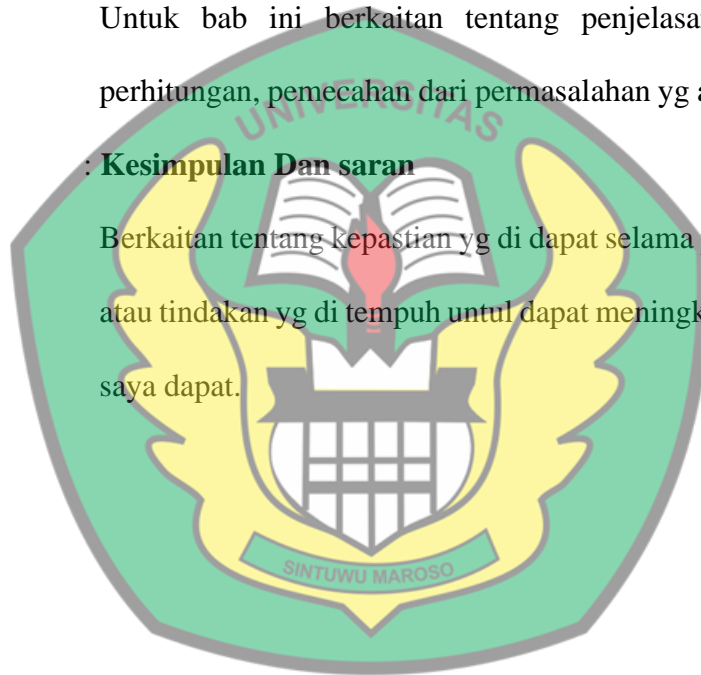 Untuk bab ini berkaitan tentang penjelasa
perhitungan, pemecahan dari permasalahan yg a
UNIVERSITAS
: Kesimpulan Dan saran
Berkaitan tentang kepastian yg di dapat selama
atau tindakan yg di tempuh untul dapat meningk
saya dapat.
SINTUWU MAROSO